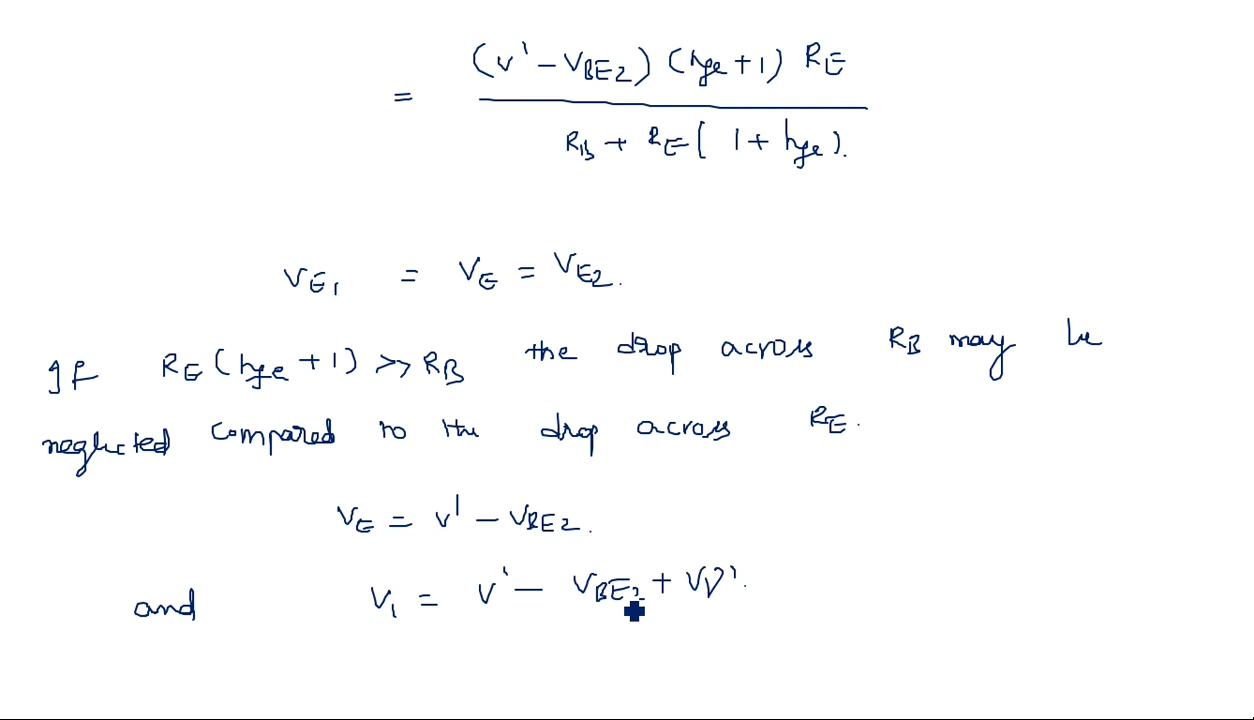 = (V' - VBE2) (hfe + 1) RE
RB + RE( 1 + hfe).
VE1 = VE = VE2.
If RE (hfe + 1) >> RB the drop across RB may be
neglected compared to the drop across RE.
VE = V' - VBE2.
and V1 = V' - VBE2 +